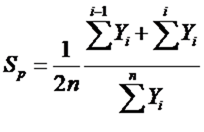 S_p = \frac{1}{2n} \frac{\sum^{i-1} Y_i + \sum^{i} Y_i}{\sum^{n} Y_i}